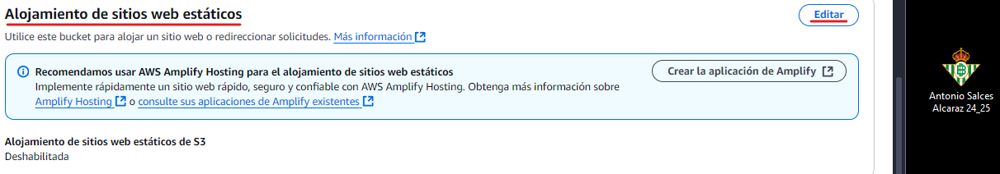 Alojamiento de sitios web estáticos
Editar
Utilice este bucket para alojar un sitio web o redireccionar solicitudes. Más información
Recomendamos usar AWS Amplify Hosting para el alojamiento de sitios web estáticos
Crear la aplicación de Amplify
Implemente rápidamente un sitio web rápido, seguro y confiable con AWS Amplify Hosting. Obtenga más información sobre
Amplify Hosting o consulte sus aplicaciones de Amplify existentes
Alojamiento de sitios web estáticos de S3
Deshabilitada
Antonio Salces
Alcaraz 24_25